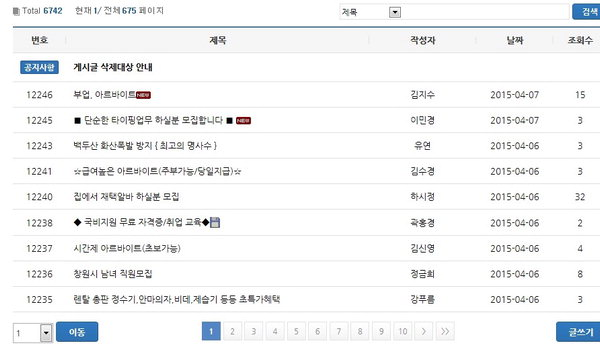 Total 6742 현재 1/ 전체 675 페이지 제목 검색
번호 제목 작성자 날짜 조회수
공지사항 게시글 삭제대상 안내
12246 부업, 아르바이트 NEW 김지수 2015-04-07 15
12245 ■ 단순한 타이핑업무 하실분 모집합니다 ■ NEW 이민경 2015-04-07 3
12243 백두산 화산폭발 방지 { 최고의 명사수 } 유연 2015-04-06 3
12241 ☆급여높은 아르바이트(주부가능/당일지급)☆ 김수경 2015-04-06 3
12240 집에서 재택알바 하실분 모집 하시정 2015-04-06 32
12238 ◆ 국비지원 무료 자격증/취업 교육◆ 곽홍경 2015-04-06 2
12237 시간제 아르바이트(초보가능) 김신영 2015-04-06 4
12236 창원시 남녀 직원모집 정금희 2015-04-06 8
12235 렌탈 총판 정수기,안마의자,비데,제습기 등등 초특가혜택 강푸름 2015-04-06 3
1 이동 1 2 3 4 5 6 7 8 9 10 > >> 글쓰기